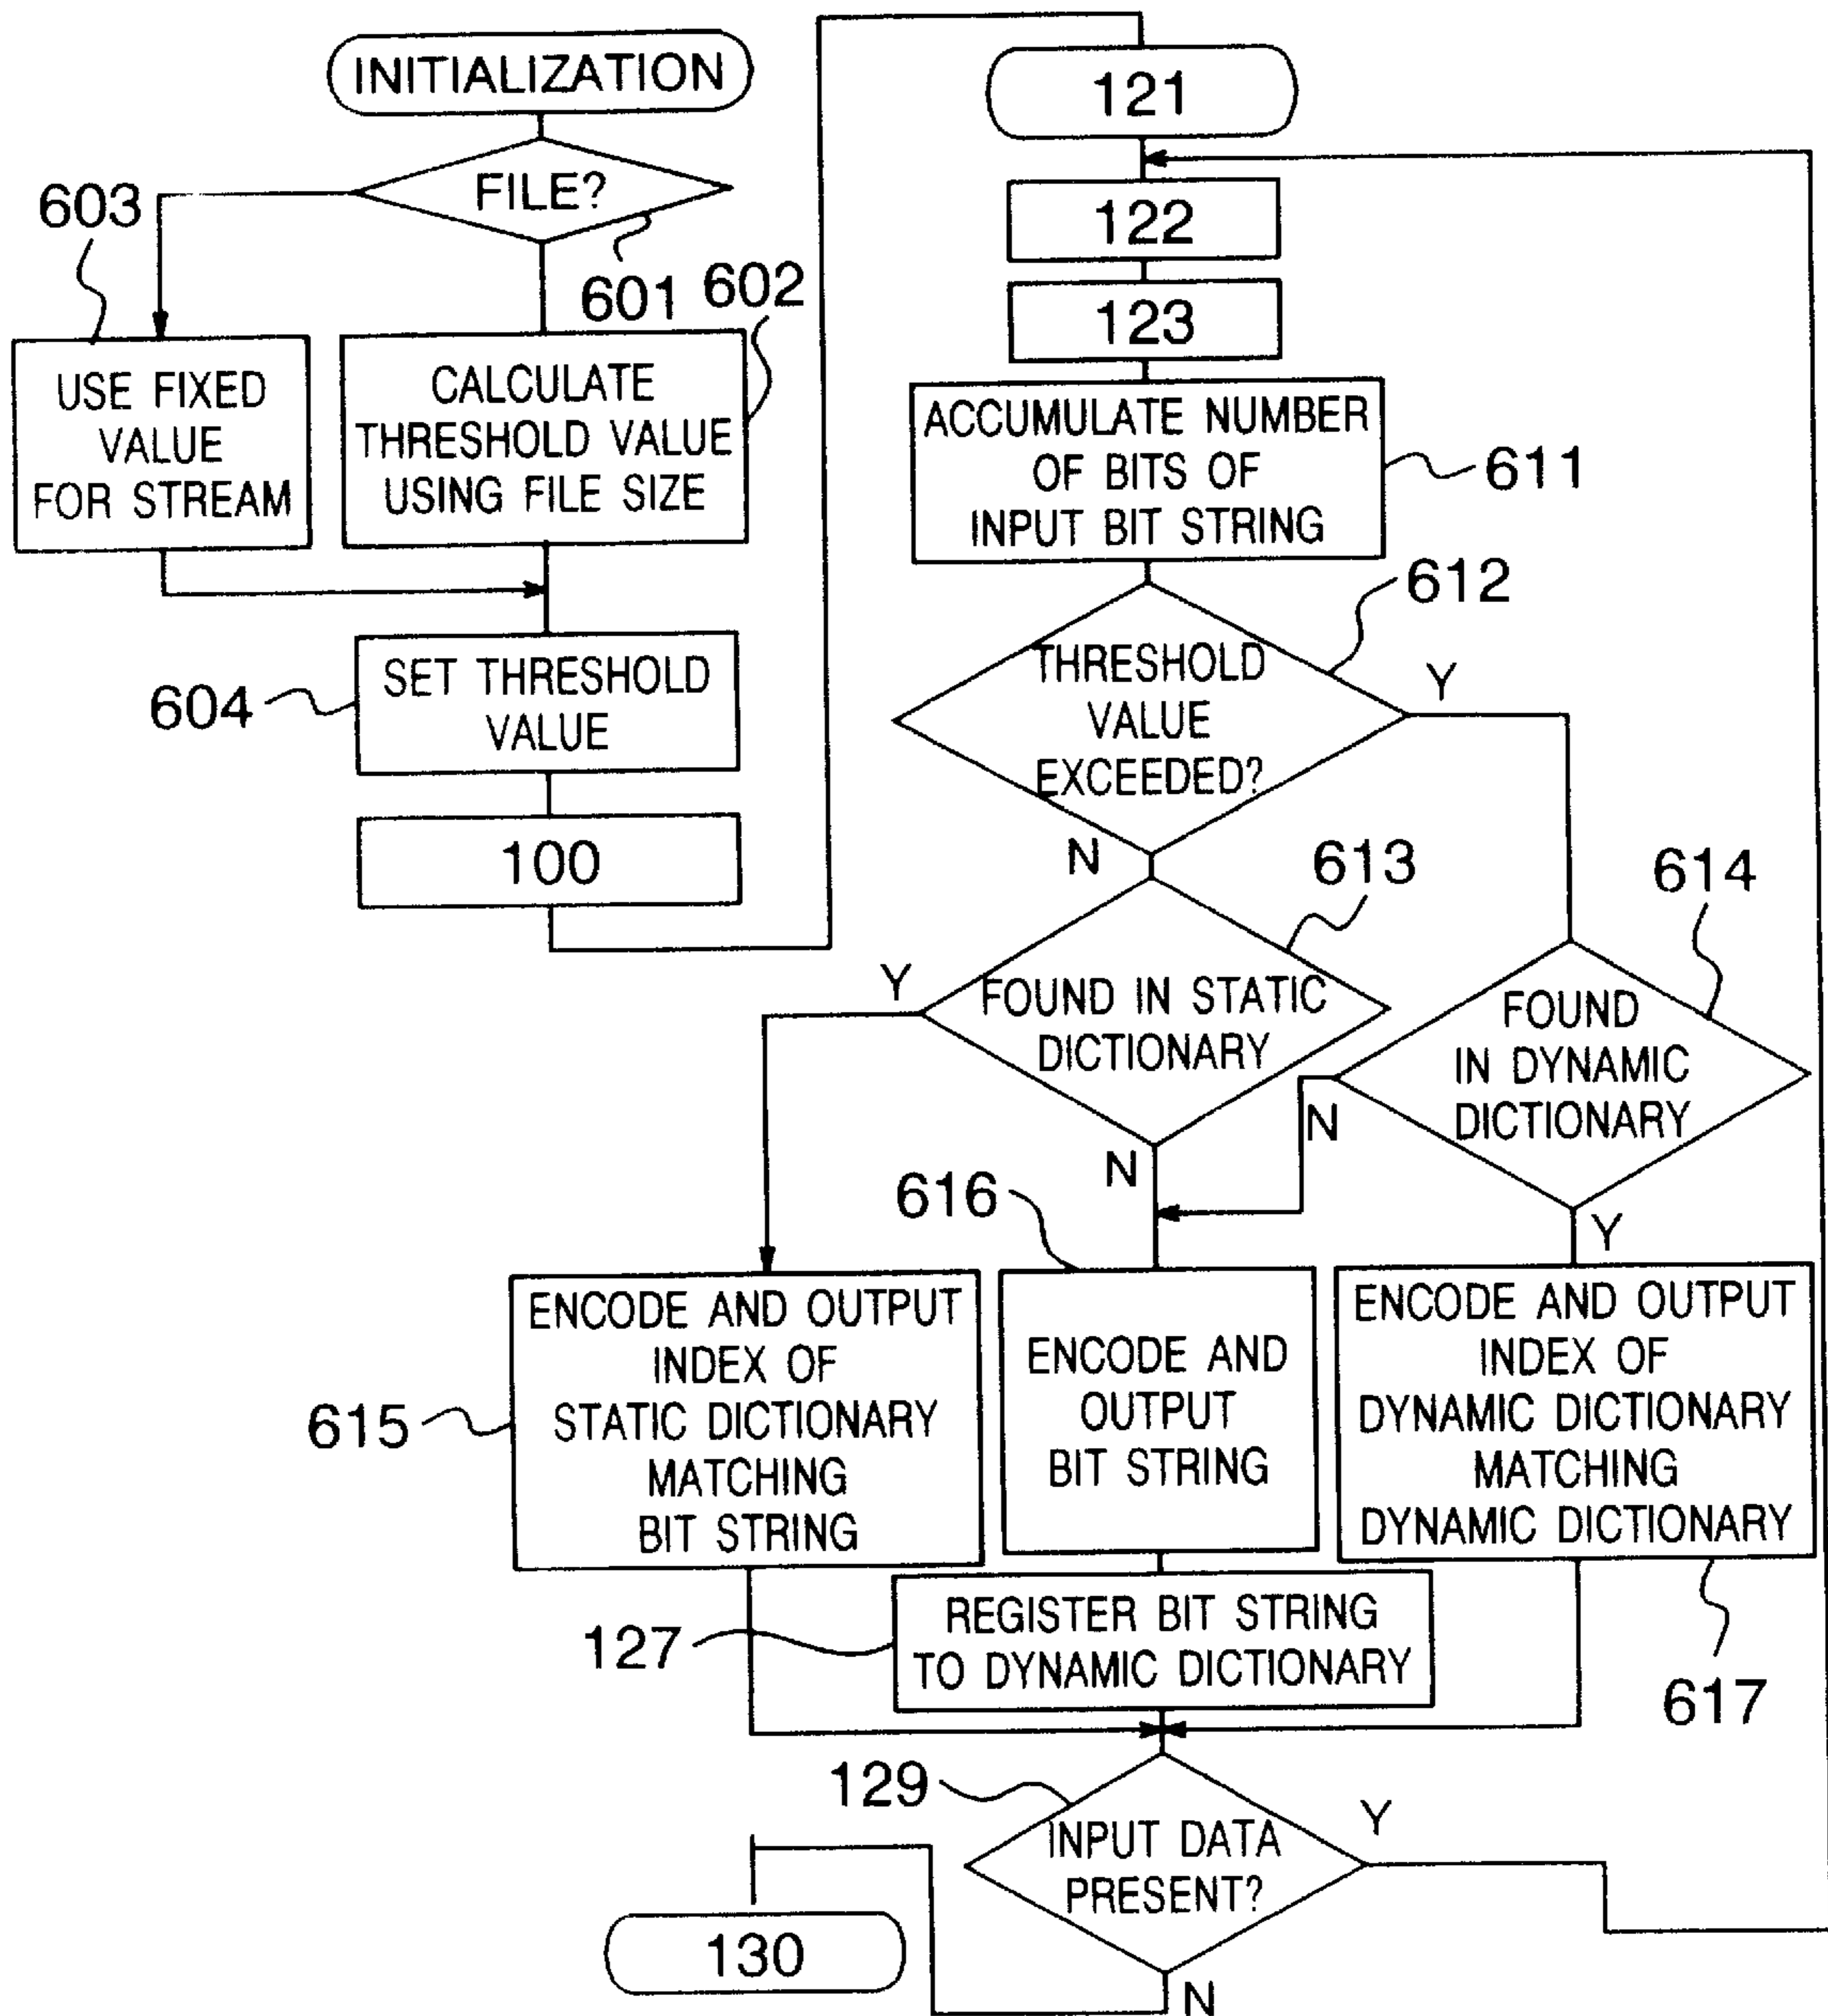 INITIALIZATION
FILE?
601
603
602
USE FIXED
VALUE
FOR STREAM
CALCULATE
THRESHOLD VALUE
USING FILE SIZE
604
SET THRESHOLD
VALUE
100
121
122
123
ACCUMULATE NUMBER
OF BITS OF
INPUT BIT STRING
611
612
THRESHOLD
VALUE
EXCEEDED?
Y
N
613
614
Y
FOUND IN STATIC
DICTIONARY
N
FOUND
IN DYNAMIC
DICTIONARY
N
Y
616
615
ENCODE AND OUTPUT
INDEX OF
STATIC DICTIONARY
MATCHING
BIT STRING
ENCODE AND
OUTPUT
BIT STRING
ENCODE AND OUTPUT
INDEX OF
DYNAMIC DICTIONARY
MATCHING
DYNAMIC DICTIONARY
127
REGISTER BIT STRING
TO DYNAMIC DICTIONARY
617
129
INPUT DATA
PRESENT?
Y
N
130